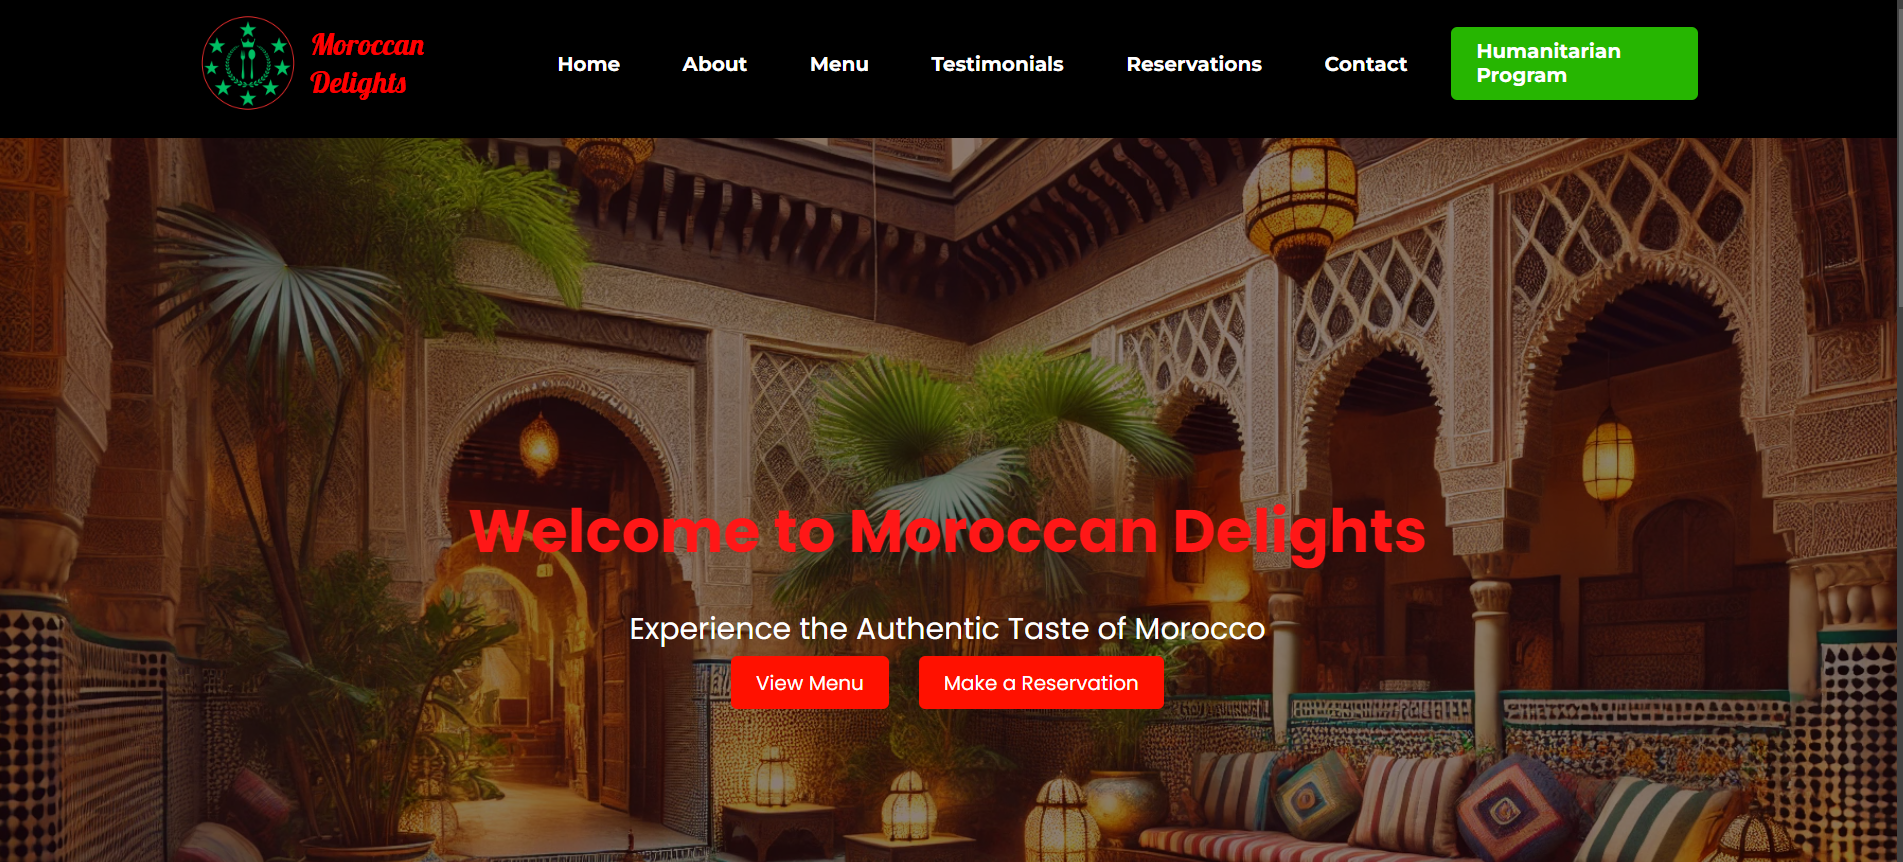 Moroccan
Delights
Home
About
Menu
Testimonials
Reservations
Contact
Humanitarian
Program
Welcome to Moroccan Delights
Experience the Authentic Taste of Morocco
View Menu
Make a Reservation